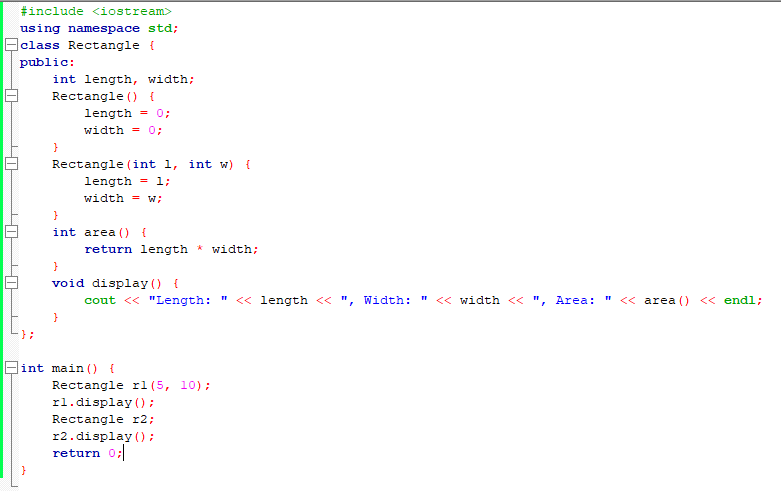 #include <iostream>
using namespace std;
class Rectangle {
public:
    int length, width;
    Rectangle() {
        length = 0;
        width = 0;
    }
    Rectangle(int l, int w) {
        length = l;
        width = w;
    }
    int area() {
        return length * width;
    }
    void display() {
        cout << "Length: " << length << ", Width: " << width << ", Area: " << area() << endl;
    }
};

int main() {
    Rectangle r1(5, 10);
    r1.display();
    Rectangle r2;
    r2.display();
    return 0;
}